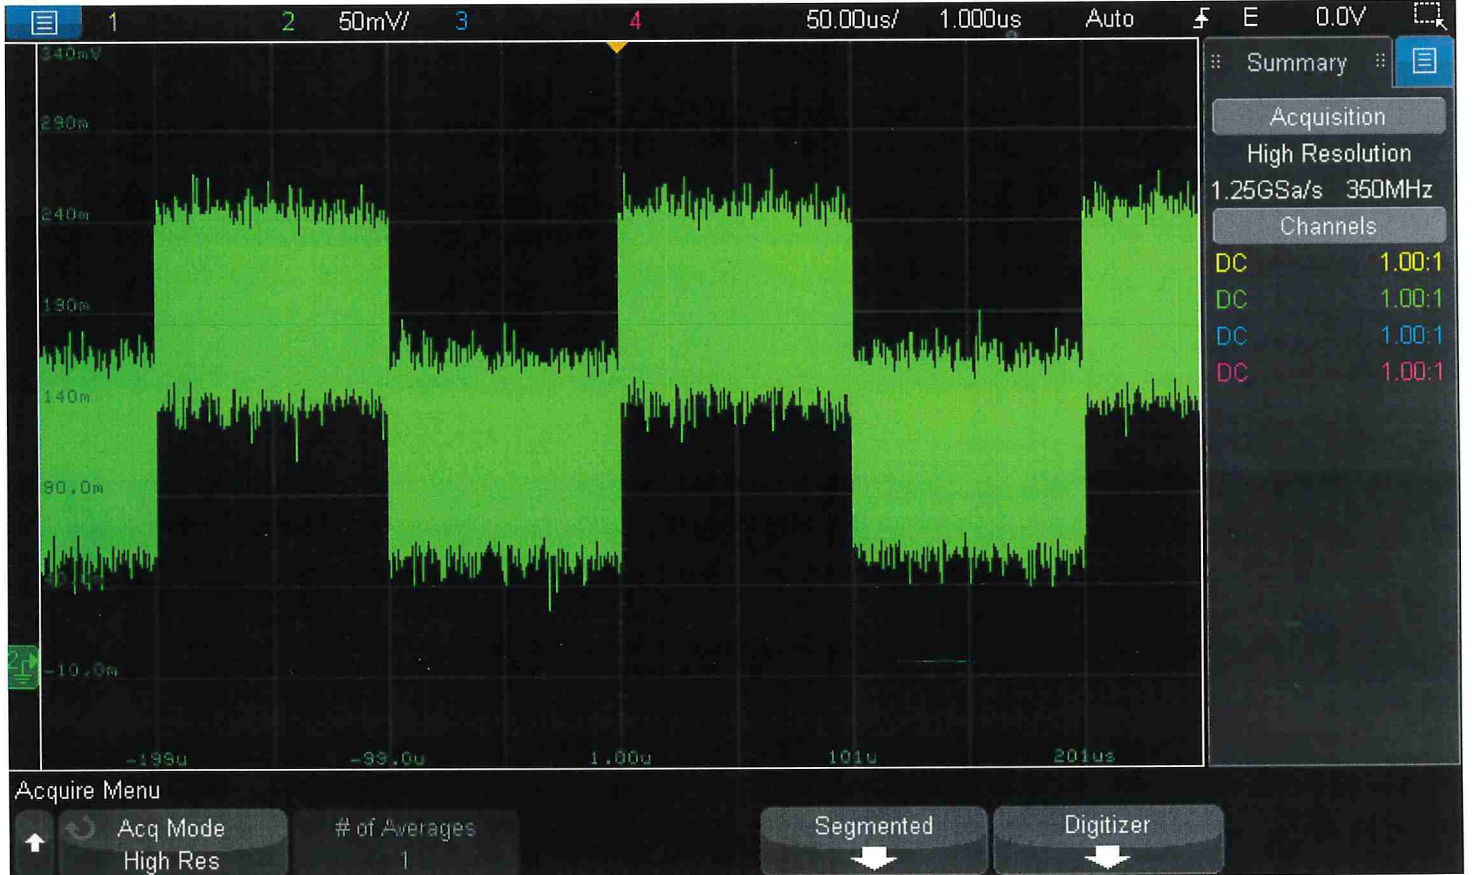 1 2 50mV/ 3 4 50.00us/ 1.000us Auto E 0.0V
340mV
290m
240m
190m
140m
90.0m
-10.0m
2
-199u -99.0u 1.00u 101u 201us
Summary
Acquisition
High Resolution
1.25GSa/s 350MHz
Channels
DC 1.00:1
DC 1.00:1
DC 1.00:1
DC 1.00:1
Acquire Menu
Acq Mode
High Res
# of Averages
1
Segmented
Digitizer